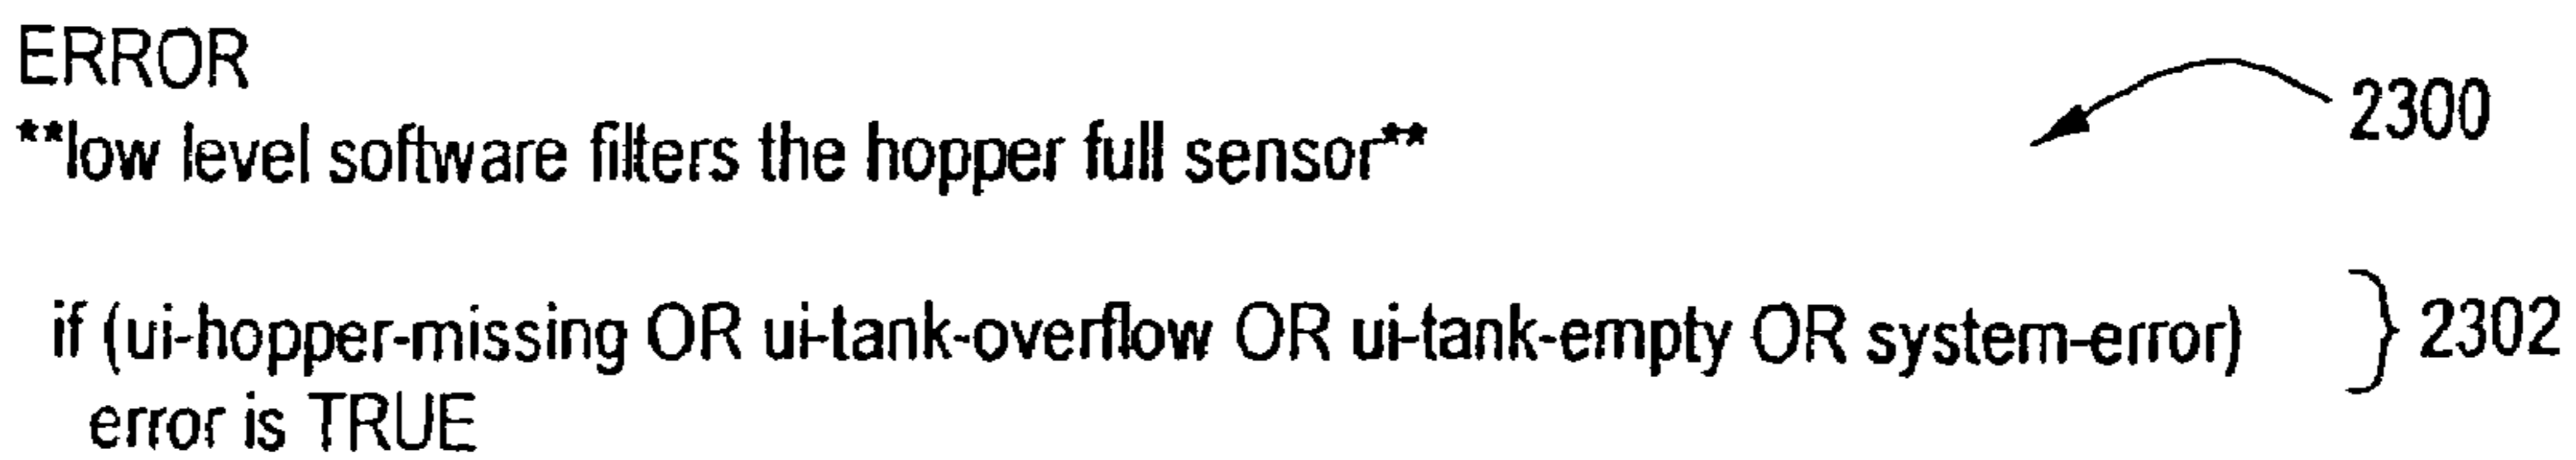 ERROR
**low level software filters the hopper full sensor**
2300
if (ui-hopper-missing OR ui-tank-overflow OR ui-tank-empty OR system-error)
2302
error is TRUE